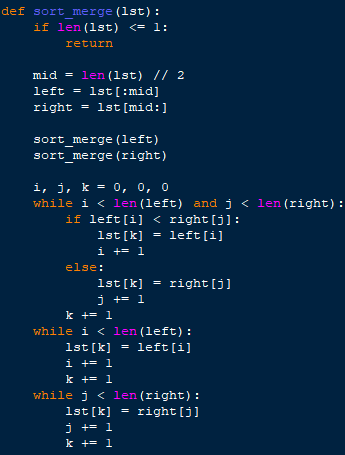 def sort_merge(lst):
    if len(lst) <= 1:
        return

    mid = len(lst) // 2
    left = lst[:mid]
    right = lst[mid:]

    sort_merge(left)
    sort_merge(right)

    i, j, k = 0, 0, 0
    while i < len(left) and j < len(right):
        if left[i] < right[j]:
            lst[k] = left[i]
            i += 1
        else:
            lst[k] = right[j]
            j += 1
        k += 1
    while i < len(left):
        lst[k] = left[i]
        i += 1
        k += 1
    while j < len(right):
        lst[k] = right[j]
        j += 1
        k += 1